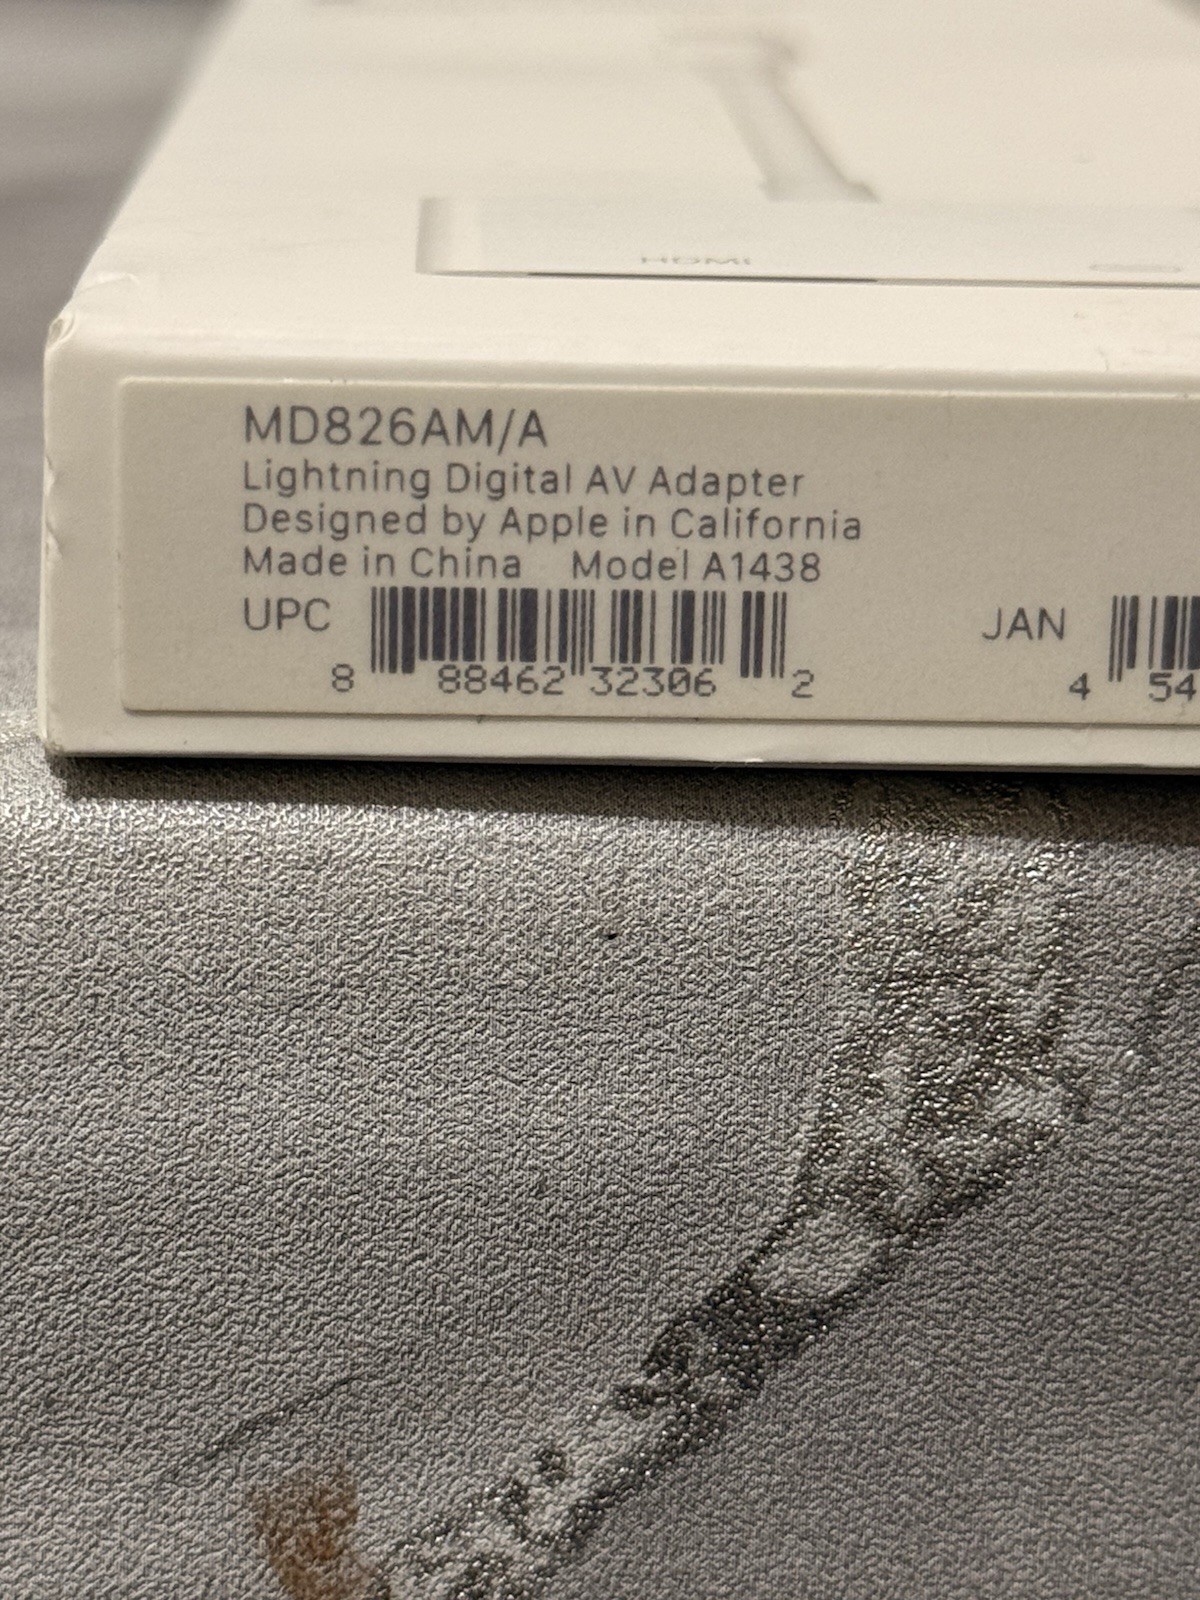 HDMI
MD826AM/A
Lightning Digital AV Adapter
Designed by Apple in California
Made in China Model A1438
UPC
8 88462 32306 2
JAN
4 54